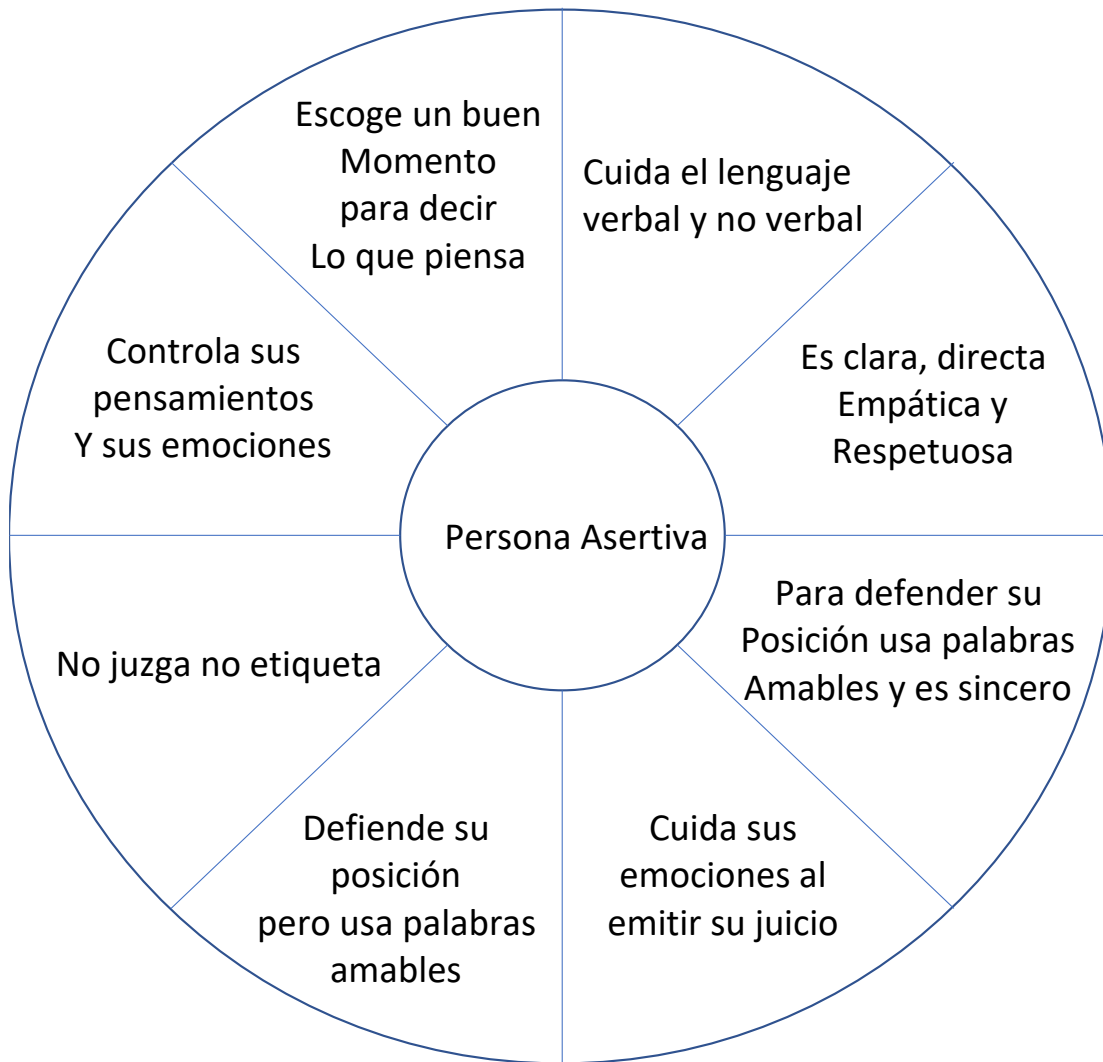 Escoge un buen
Momento
para decir
Lo que piensa
Cuida el lenguaje
verbal y no verbal
Controla sus
pensamientos
Y sus emociones
Es clara, directa
Empática y
Respetuosa
Persona Asertiva
No juzga no etiqueta
Para defender su
Posición usa palabras
Amables y es sincero
Defiende su
posición
pero usa palabras
amables
Cuida sus
emociones al
emitir su juicio